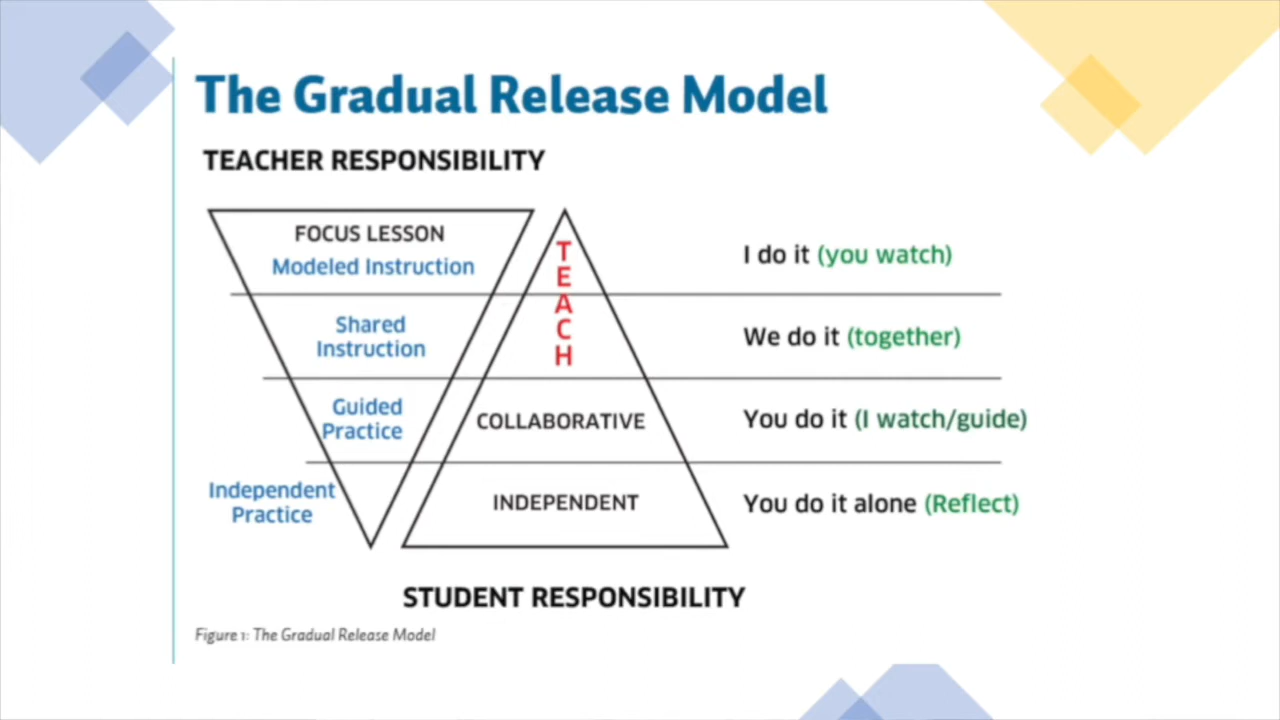 The Gradual Release Model
TEACHER RESPONSIBILITY
FOCUS LESSON
Modeled Instruction
T
E
A
C
H
I do it (you watch)
Shared
Instruction
We do it (together)
Guided
Practice
COLLABORATIVE
You do it (I watch/guide)
Independent
Practice
INDEPENDENT
You do it alone (Reflect)
STUDENT RESPONSIBILITY
Figure 1: The Gradual Release Model